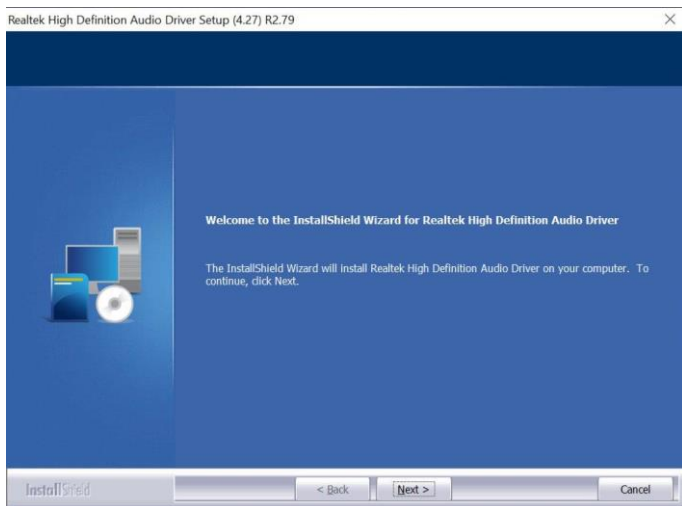 Realtek High Definition Audio Driver Setup (4.27) R2.79
Welcome to the InstallShield Wizard for Realtek High Definition Audio Driver
The InstallShield Wizard will install Realtek High Definition Audio Driver on your computer. To
continue, click Next.
InstallShield
< Back
Next >
Cancel